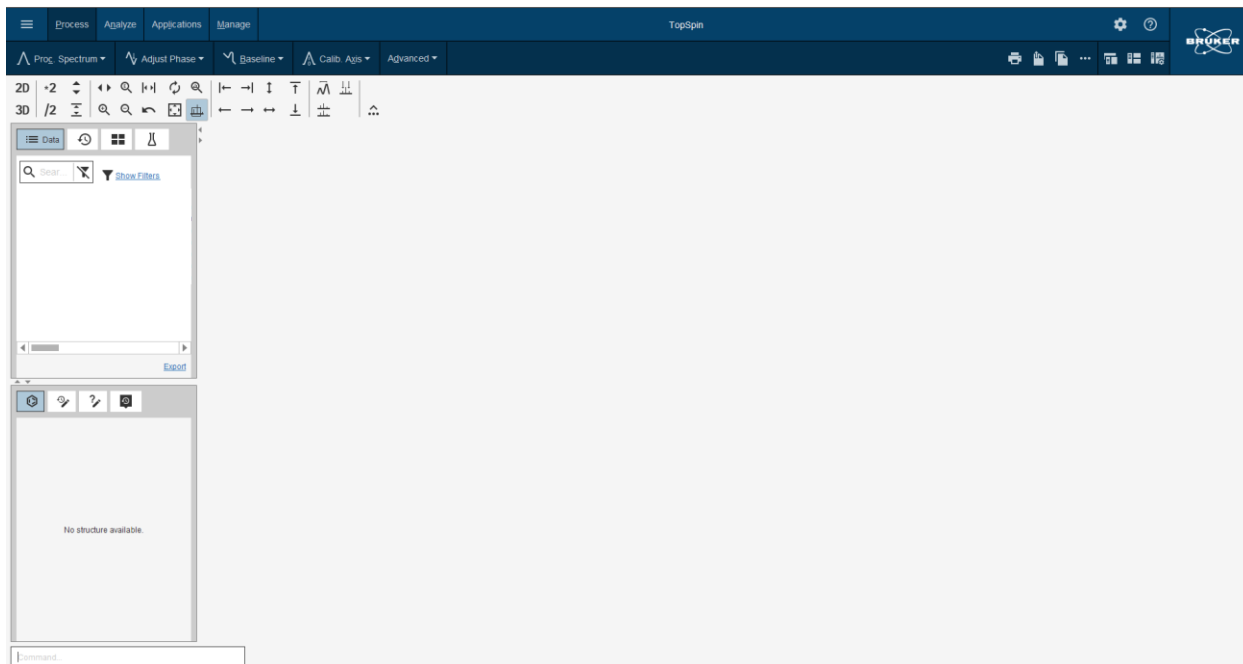 Process Analyze Applications Manage TopSpin
BRUKER
Proc. Spectrum Adjust Phase Baseline Calib. Axis Advanced
2D *2
3D /2
Data
Sear... Show Filters
Export
No structure available.
Command...